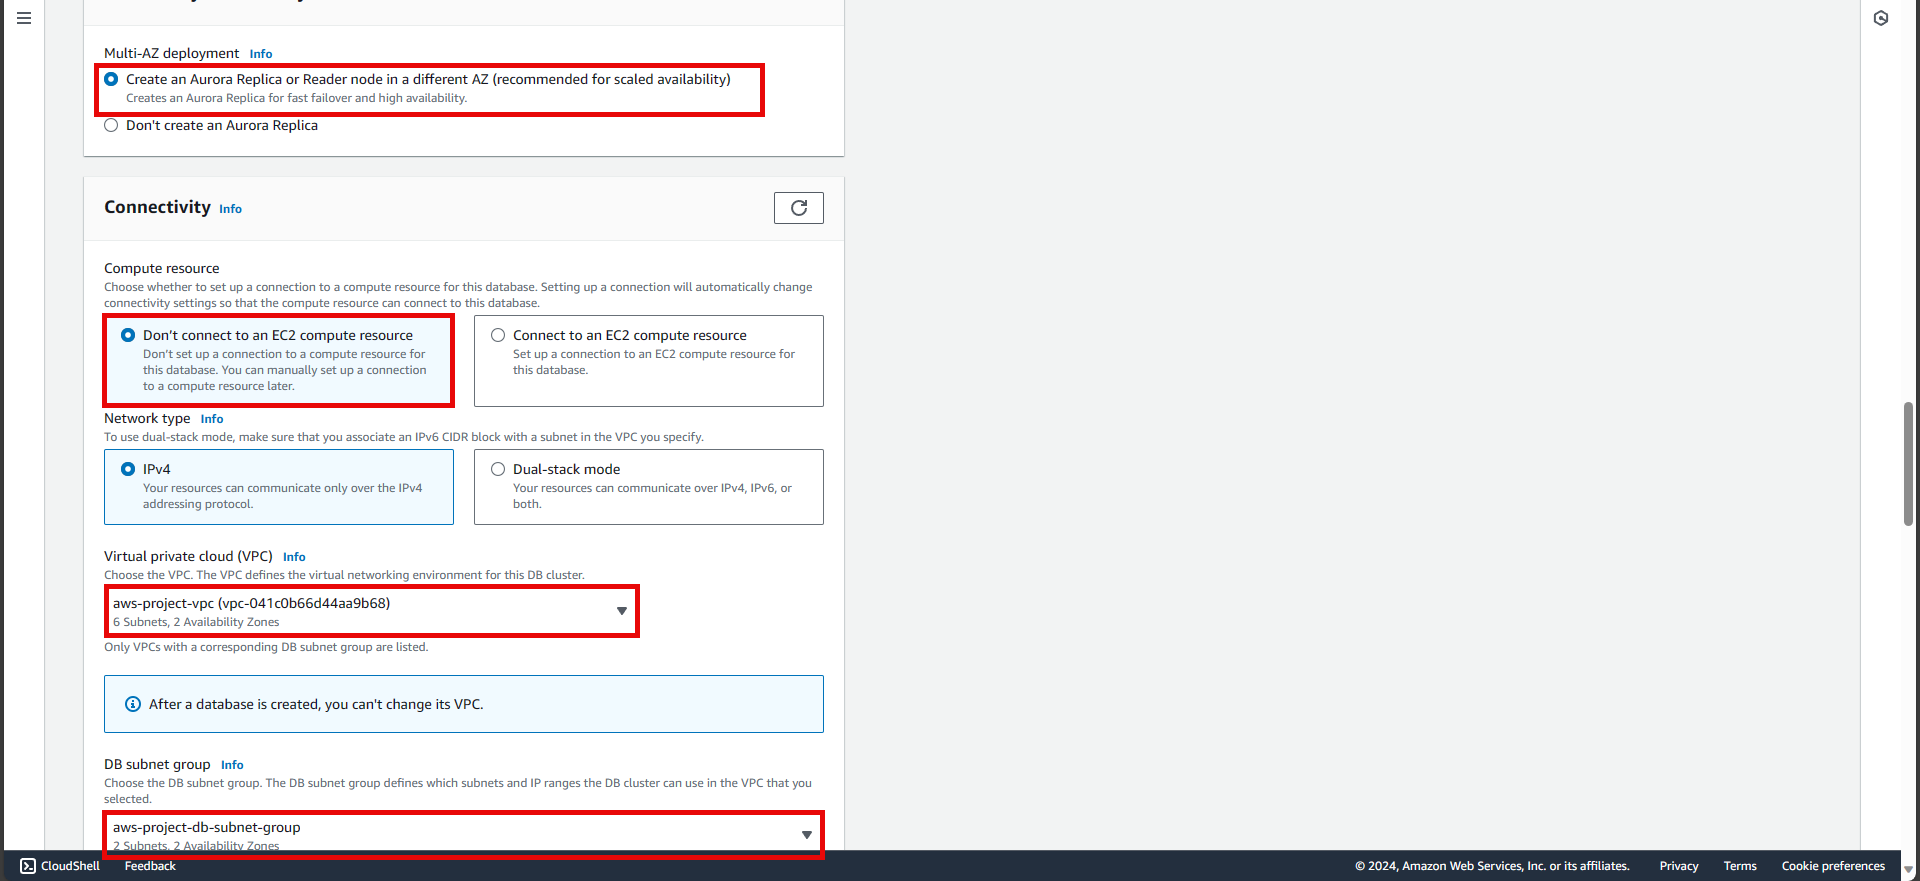 Multi-AZ deployment Info
Create an Aurora Replica or Reader node in a different AZ (recommended for scaled availability)
Creates an Aurora Replica for fast failover and high availability.
Don't create an Aurora Replica
Connectivity Info
Compute resource
Choose whether to set up a connection to a compute resource for this database. Setting up a connection will automatically change
connectivity settings so that the compute resource can connect to this database.
Don't connect to an EC2 compute resource
Don't set up a connection to a compute resource for
this database. You can manually set up a connection
to a compute resource later.
Connect to an EC2 compute resource
Set up a connection to an EC2 compute resource for
this database.
Network type Info
To use dual-stack mode, make sure that you associate an IPv6 CIDR block with a subnet in the VPC you specify.
IPv4
Your resources can communicate only over the IPv4
addressing protocol.
Dual-stack mode
Your resources can communicate over IPv4, IPv6, or
both.
Virtual private cloud (VPC) Info
Choose the VPC. The VPC defines the virtual networking environment for this DB cluster.
aws-project-vpc (vpc-041c0b66d44aa9b68)
6 Subnets, 2 Availability Zones
Only VPCs with a corresponding DB subnet group are listed.
After a database is created, you can't change its VPC.
DB subnet group Info
Choose the DB subnet group. The DB subnet group defines which subnets and IP ranges the DB cluster can use in the VPC that you
selected.
aws-project-db-subnet-group
2 Subnets, 2 Availability Zones
CloudShell Feedback © 2024, Amazon Web Services, Inc. or its affiliates. Privacy Terms Cookie preferences